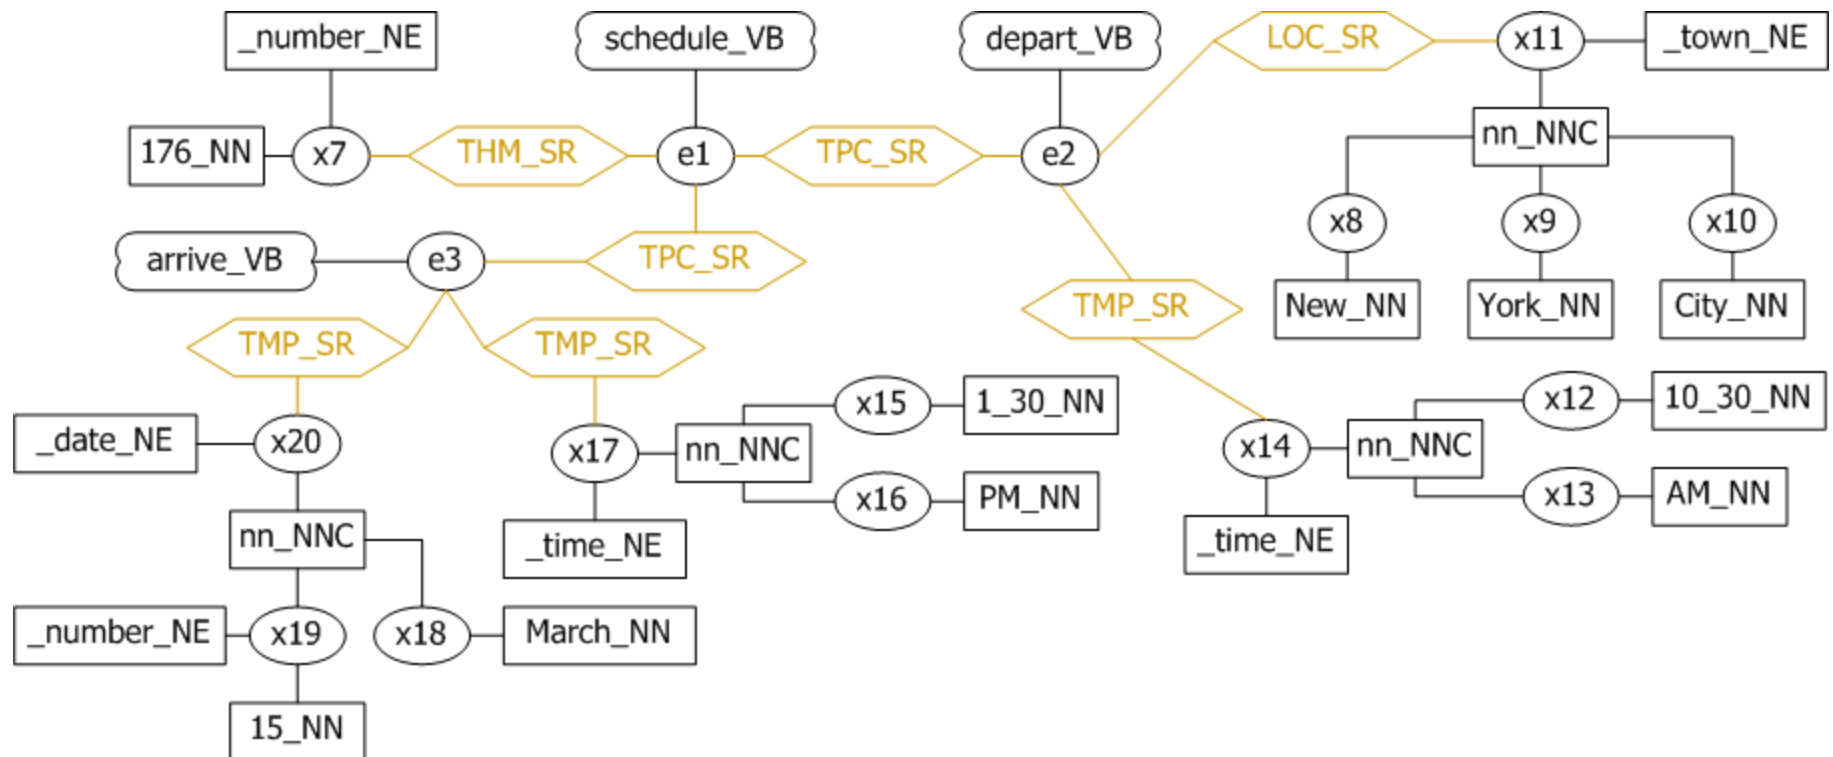 _number_NE
schedule_VB
depart_VB
LOC_SR
x11
_town_NE
176_NN
x7
THM_SR
e1
TPC_SR
e2
nn_NNC
x8
x9
x10
arrive_VB
e3
TPC_SR
New_NN
York_NN
City_NN
TMP_SR
TMP_SR
TMP_SR
x15
1_30_NN
x12
10_30_NN
_date_NE
x20
x17
nn_NNC
x14
nn_NNC
x16
PM_NN
x13
AM_NN
nn_NNC
_time_NE
_time_NE
_number_NE
x19
x18
March_NN
15_NN